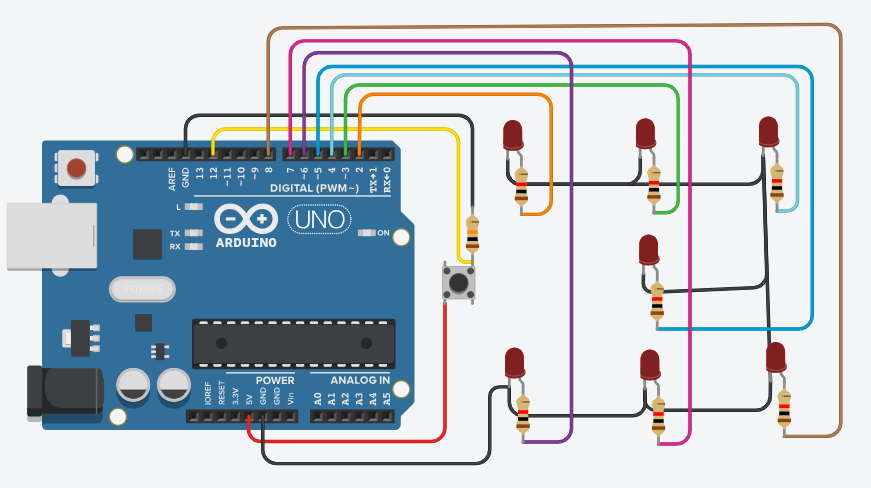 AREF
GND
13
12
~11
~10
~9
8
7
~6
~5
4
~3
2
TX→1
RX←0
DIGITAL (PWM~)
L
TX
RX
ARDUINO
UNO
ON
POWER
ANALOG IN
IOREF
RESET
3.3V
5V
GND
GND
Vin
A0
A1
A2
A3
A4
A5